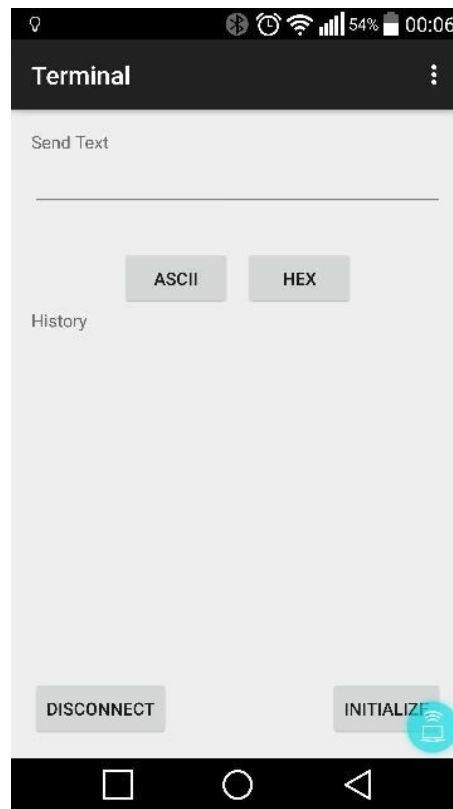 54% 00:06
Terminal
Send Text
ASCII HEX
History
DISCONNECT INITIALIZE